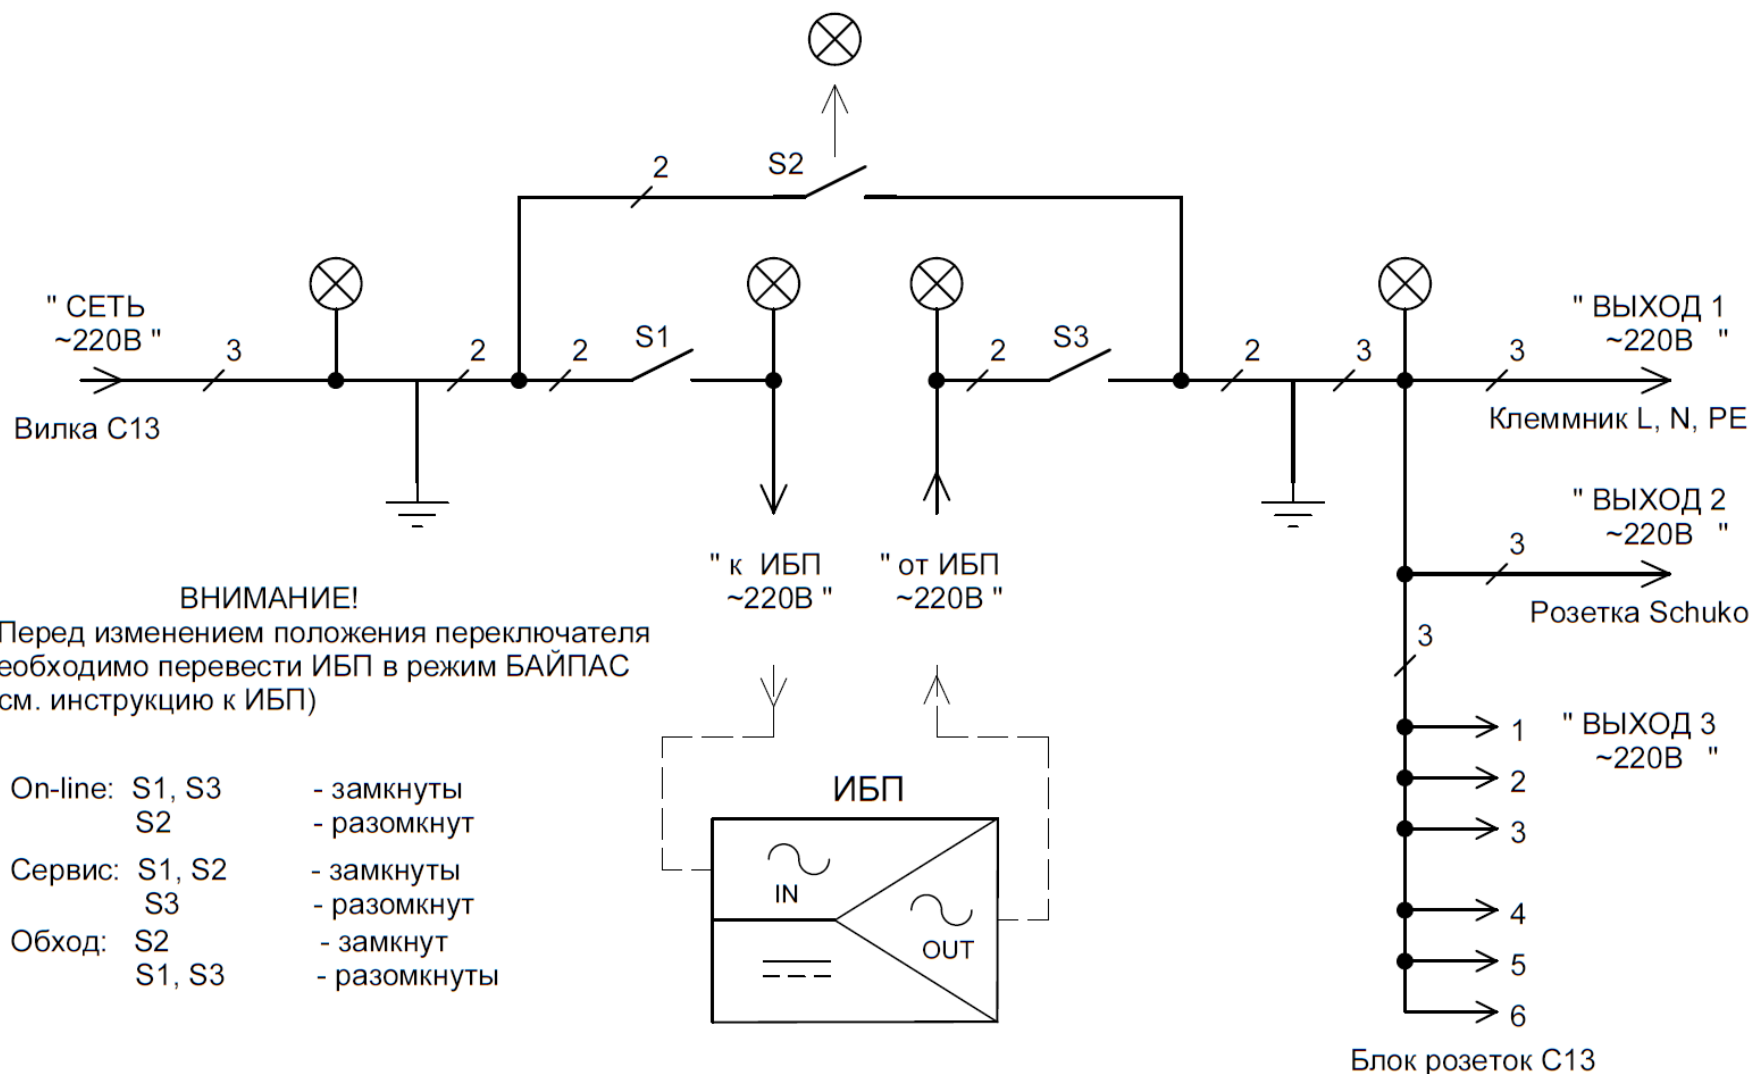 S2
2
" СЕТЬ
~220В "
3
2
2
S1
2
S3
2
3
3
" ВЫХОД 1
~220В "
Вилка С13
Клеммник L, N, PE
" ВЫХОД 2
~220В "
3
Розетка Schuko
" к ИБП
~220В "
" от ИБП
~220В "
ВНИМАНИЕ!
Перед изменением положения переключателя
еобходимо перевести ИБП в режим БАЙПАС
см. инструкцию к ИБП)
3
1
" ВЫХОД 3
~220В "
2
3
4
5
6
Блок розеток С13
ИБП
IN
OUT
On-line: S1, S3 - замкнуты
S2 - разомкнут
Сервис: S1, S2 - замкнуты
S3 - разомкнут
Обход: S2 - замкнут
S1, S3 - разомкнуты